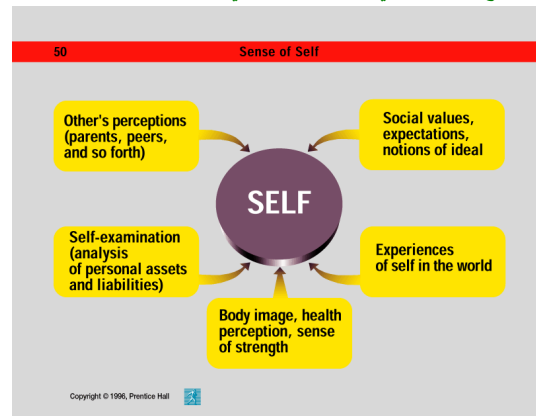 50 Sense of Self
Other's perceptions
(parents, peers,
and so forth)
Social values,
expectations,
notions of ideal
SELF
Self-examination
(analysis
of personal assets
and liabilities)
Experiences
of self in the world
Body image, health
perception, sense
of strength
Copyright © 1996, Prentice Hall